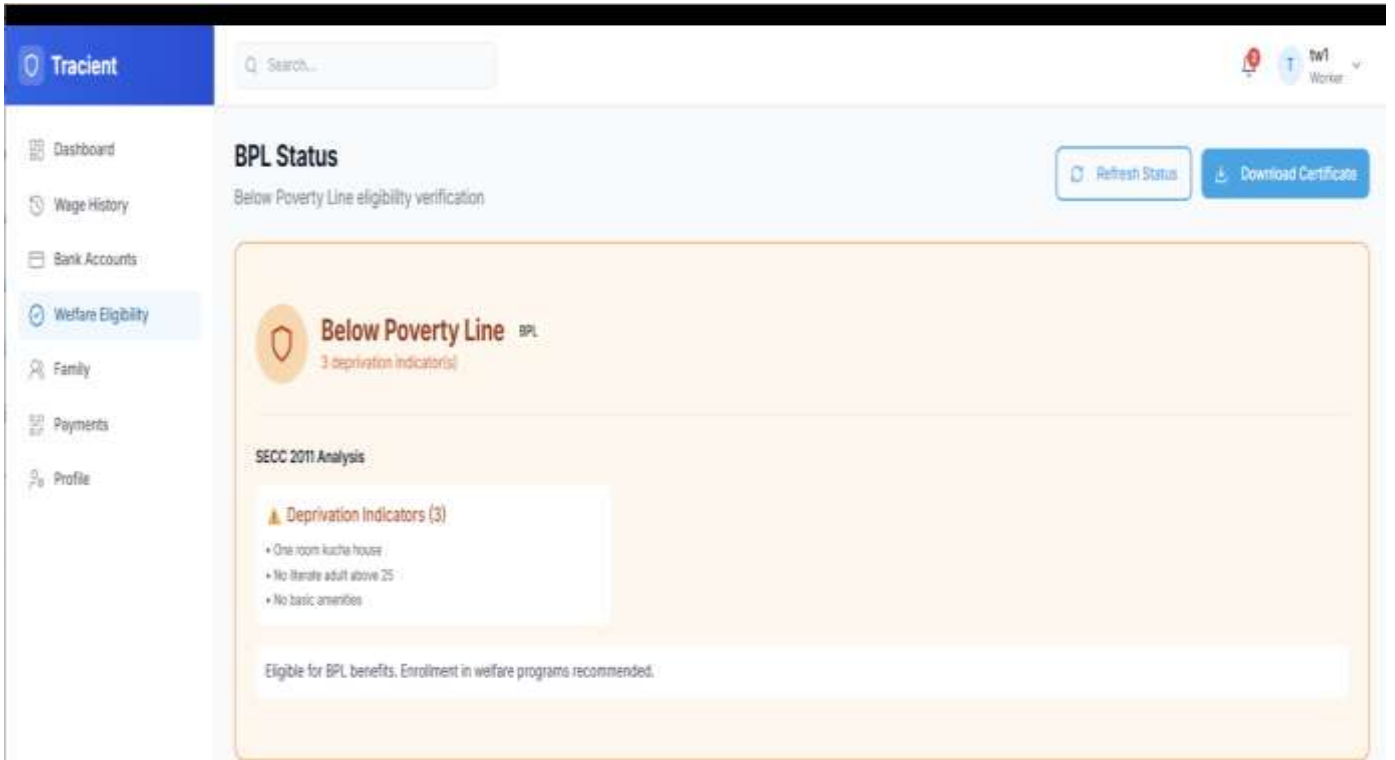 Tracient
Search...
T
tw1
Worker
Dashboard
Wage History
Bank Accounts
Welfare Eligibility
Family
Payments
Profile
BPL Status
Below Poverty Line eligibility verification
Refresh Status
Download Certificate
Below Poverty Line BPL
3 deprivation indicator(s)
SECC 2011 Analysis
Deprivation Indicators (3)
• One room kucha house
• No literate adult above 25
• No basic amenities
Eligible for BPL benefits. Enrollment in welfare programs recommended.